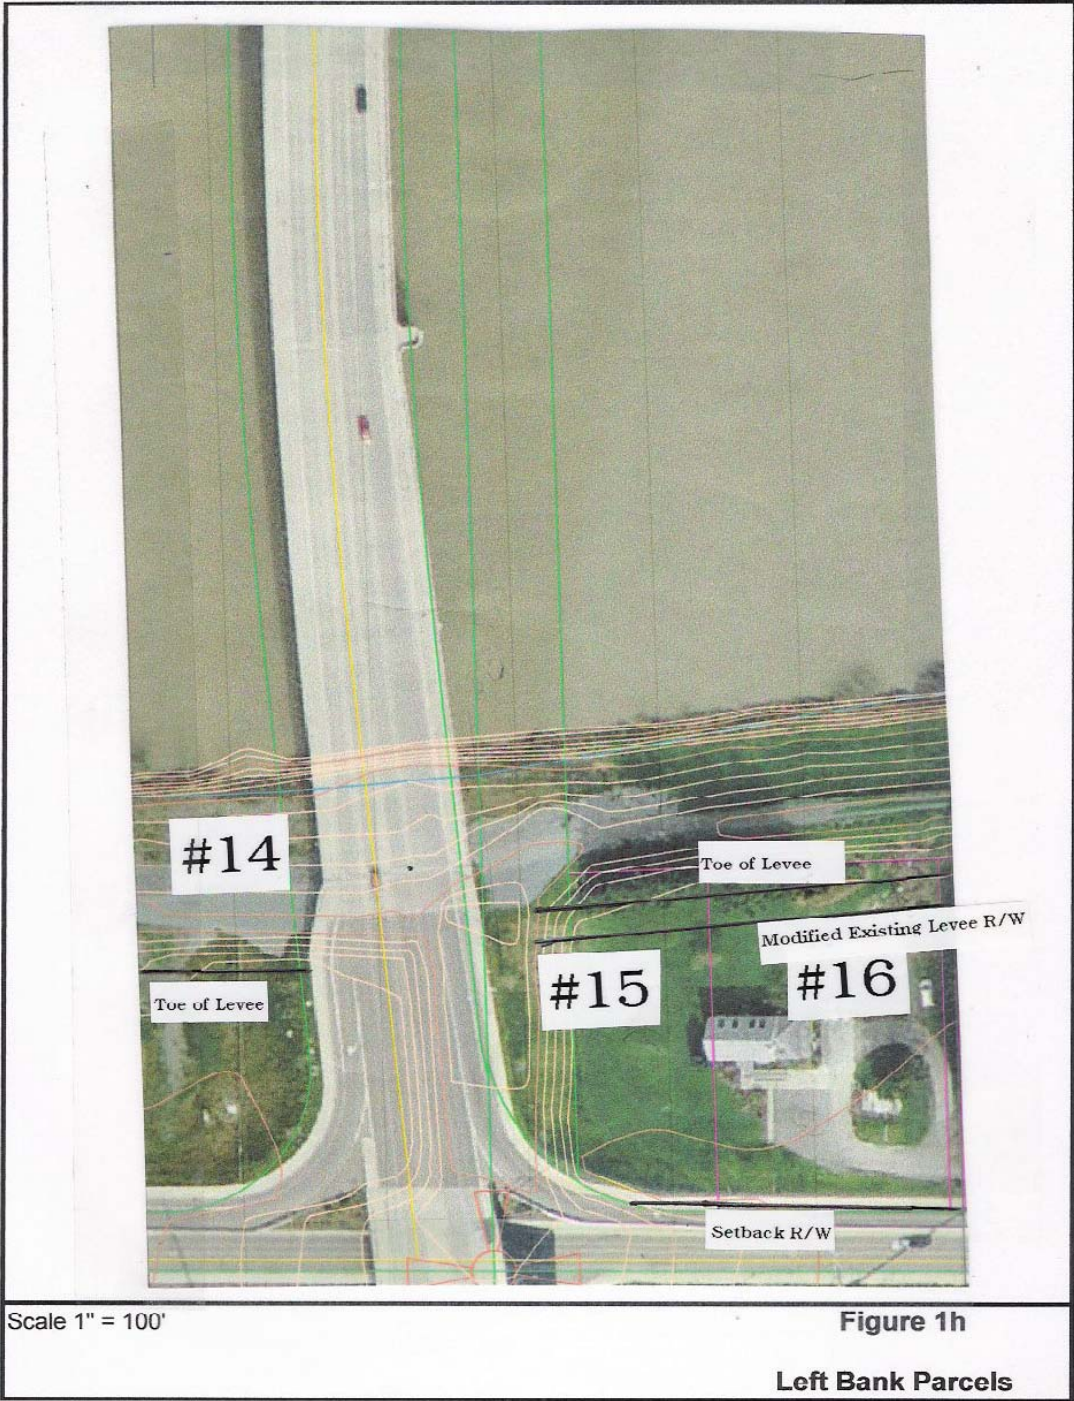 #14
Toe of Levee
Modified Existing Levee R/W
#15
#16
Toe of Levee
Setback R/W
Scale 1" = 100'
Figure 1h
Left Bank Parcels